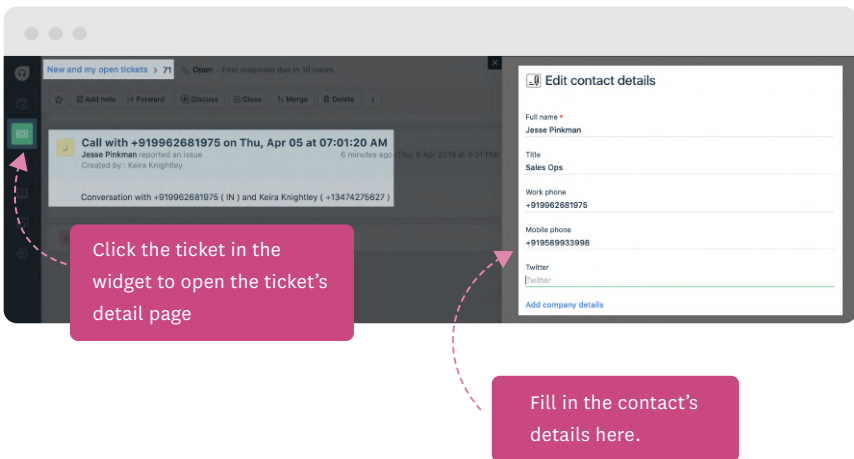 New and my open tickets > 71 Open First response due in 10 hours
Add note Forward Discuss Close Merge Delete
J Call with +919962681975 on Thu, Apr 05 at 07:01:20 AM
Jesse Pinkman reported an issue 6 minutes ago (Thu, 5 Apr 2018 at 4:31 PM)
Created by : Keira Knightley
Conversation with +919962681975 ( IN ) and Keira Knightley ( +13474275627 )
Click the ticket in the
widget to open the ticket’s
detail page
Edit contact details
Full name *
Jesse Pinkman
Title
Sales Ops
Work phone
+919962681975
Mobile phone
+919589933998
Twitter
Twitter
Add company details
Fill in the contact’s
details here.